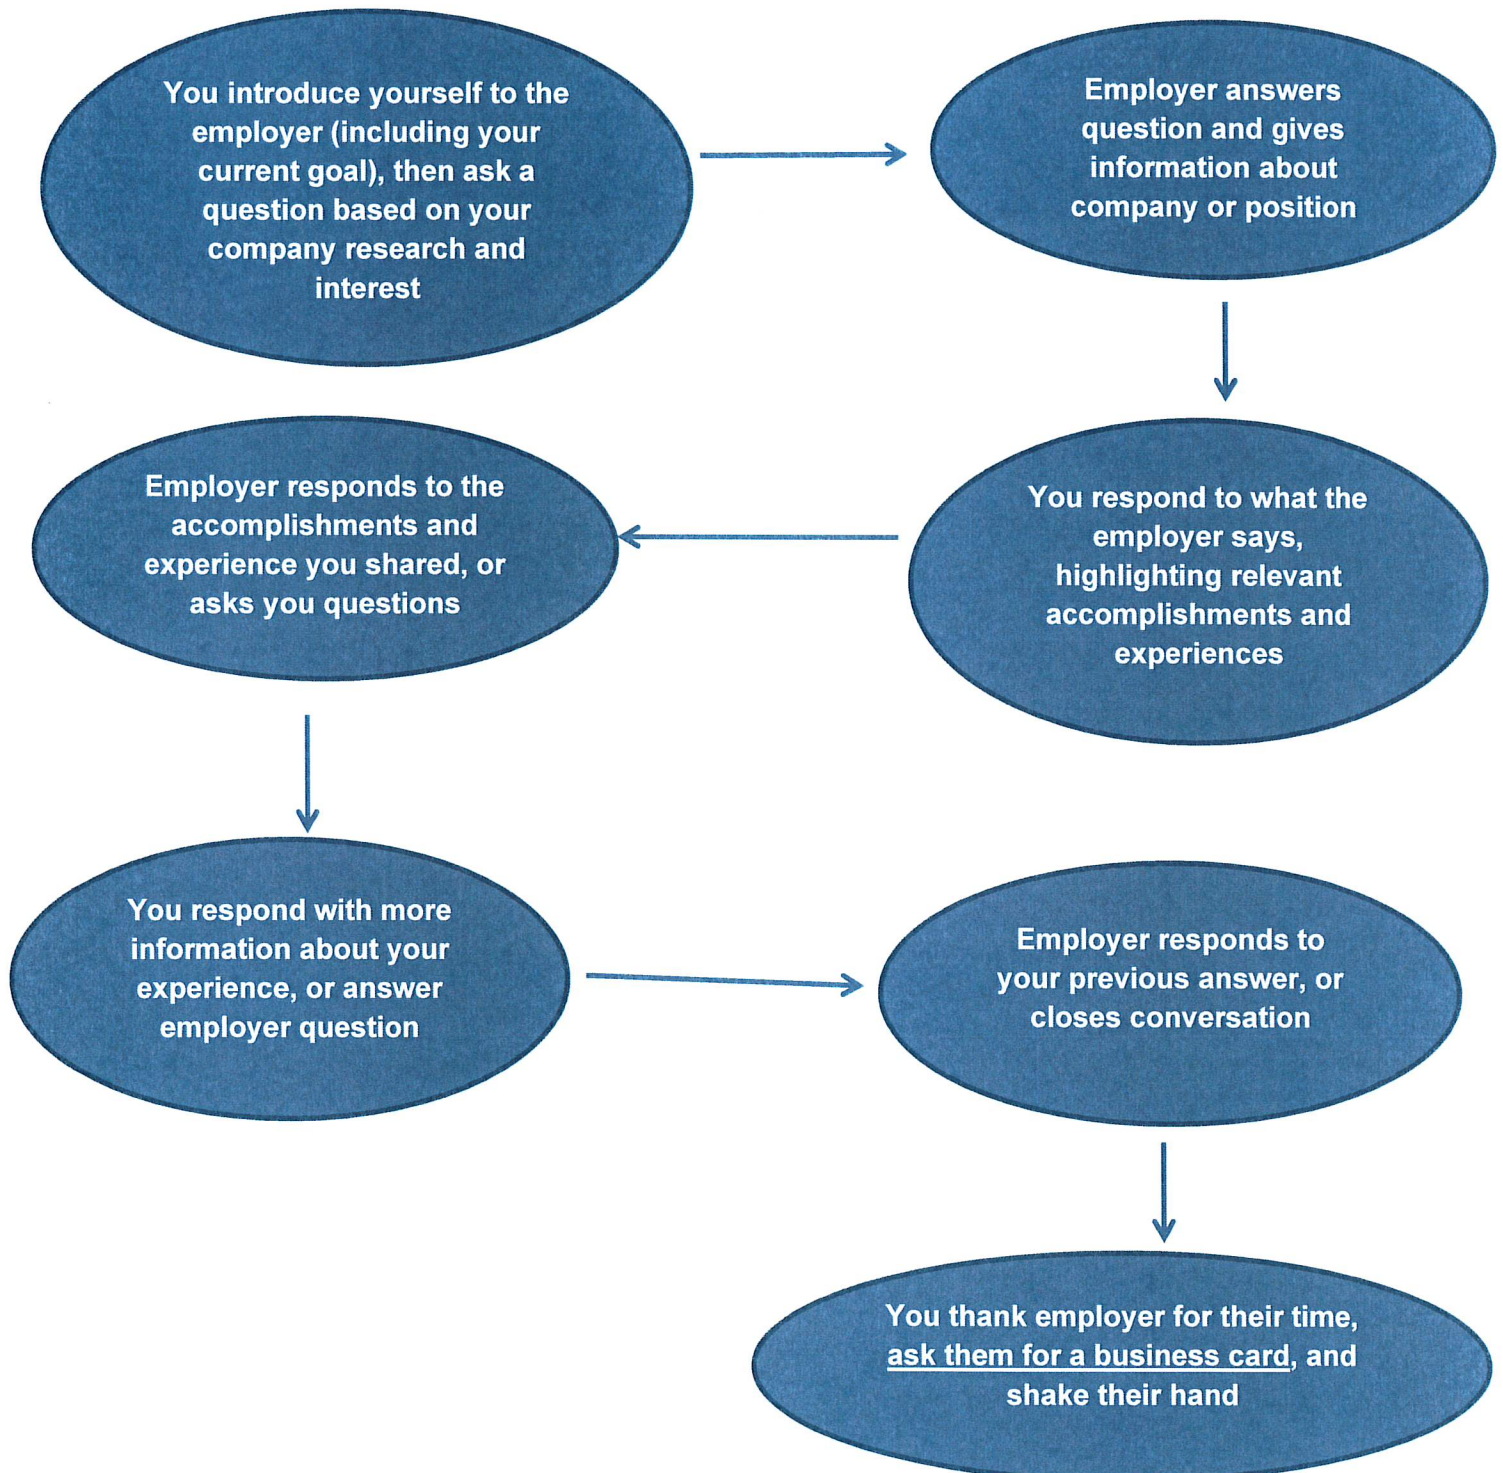 You introduce yourself to the
employer (including your
current goal), then ask a
question based on your
company research and
interest
Employer answers
question and gives
information about
company or position
You respond to what the
employer says,
highlighting relevant
accomplishments and
experiences
Employer responds to the
accomplishments and
experience you shared, or
asks you questions
You respond with more
information about your
experience, or answer
employer question
Employer responds to
your previous answer, or
closes conversation
You thank employer for their time,
ask them for a business card, and
shake their hand